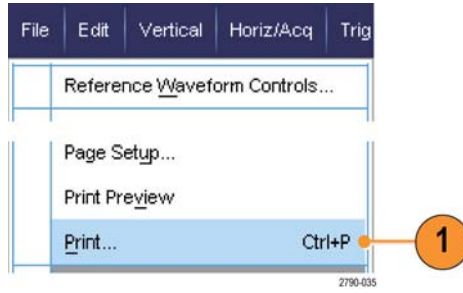 File Edit Vertical Horiz/Acq Trig
Reference Waveform Controls...
Page Setup...
Print Preview
Print... Ctrl+P
1
2790-035